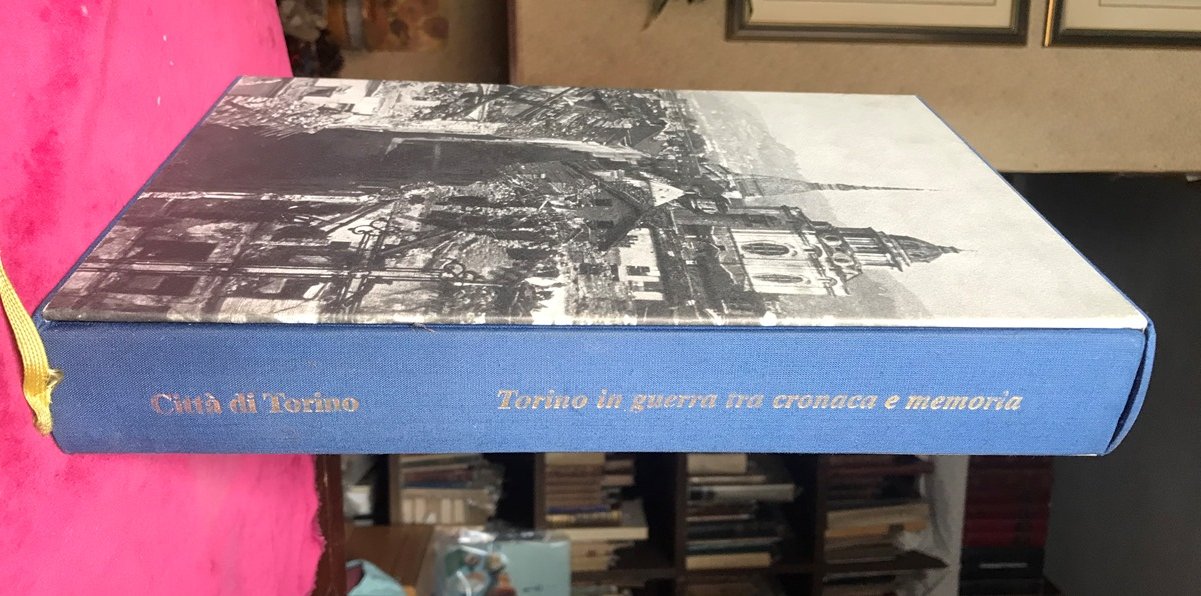 Città di Torino
Torino in guerra tra cronaca e memoria